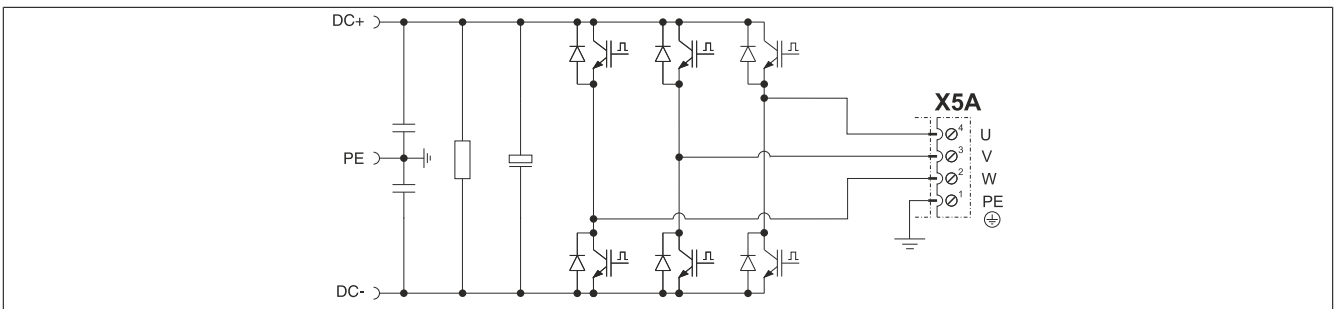 DC+
X5A
4 U
PE
3 V
2 W
1 PE
DC-